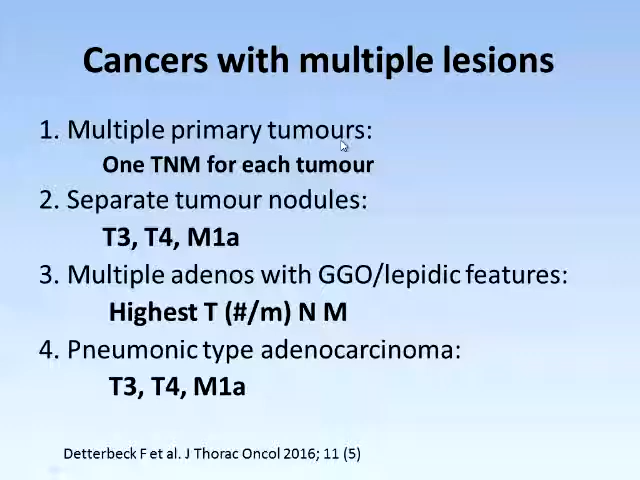 Cancers with multiple lesions
1. Multiple primary tumours:
One TNM for each tumour
2. Separate tumour nodules:
T3, T4, M1a
3. Multiple adenos with GGO/lepidic features:
Highest T (#/m) N M
4. Pneumonic type adenocarcinoma:
T3, T4, M1a
Detterbeck F et al. J Thorac Oncol 2016; 11 (5)